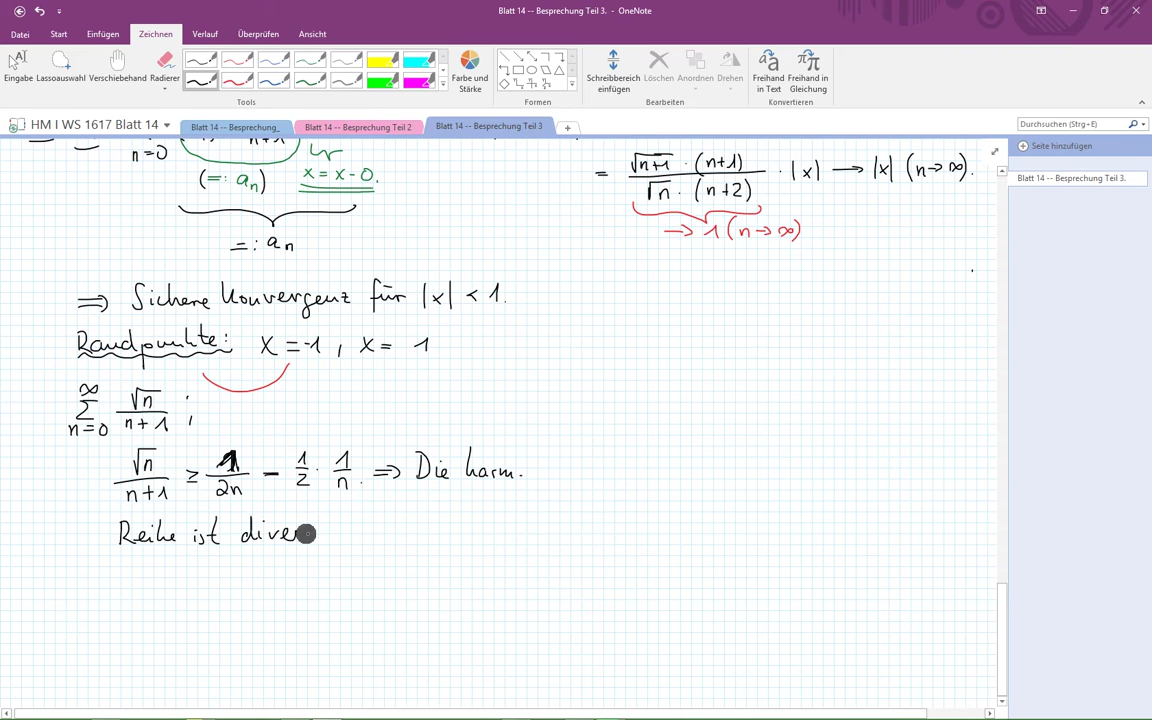 Blatt 14 -- Besprechung Teil 3. - OneNote
Datei Start Einfügen Zeichnen Verlauf Überprüfen Ansicht
Eingabe Lassoauswahl Verschiebehand Radierer Farbe und Stärke Schreibbereich einfügen Löschen Anordnen Drehen Freihand in Text Freihand in Gleichung
Tools Formen Bearbeiten Konvertieren
HM I WS 1617 Blatt 14 Blatt 14 -- Besprechung_ Blatt 14 -- Besprechung Teil 2 Blatt 14 -- Besprechung Teil 3 Durchsuchen (Strg+E)
Seite hinzufügen
Blatt 14 -- Besprechung Teil 3.
n=0 n+1
(=: aₙ) x = x-0.
=: aₙ
= √n+1 · (n+1) / √n · (n+2) · |x| → |x| (n→∞).
→ 1 (n→∞)
⇒ Sichere Konvergenz für |x| < 1.
Randpunkte: x = -1, x = 1
∞ Σ n=0 √n / n+1 ;
√n / n+1 ≥ 1 / 2n = 1/2 · 1/n. ⇒ Die harm.
Reihe ist diver